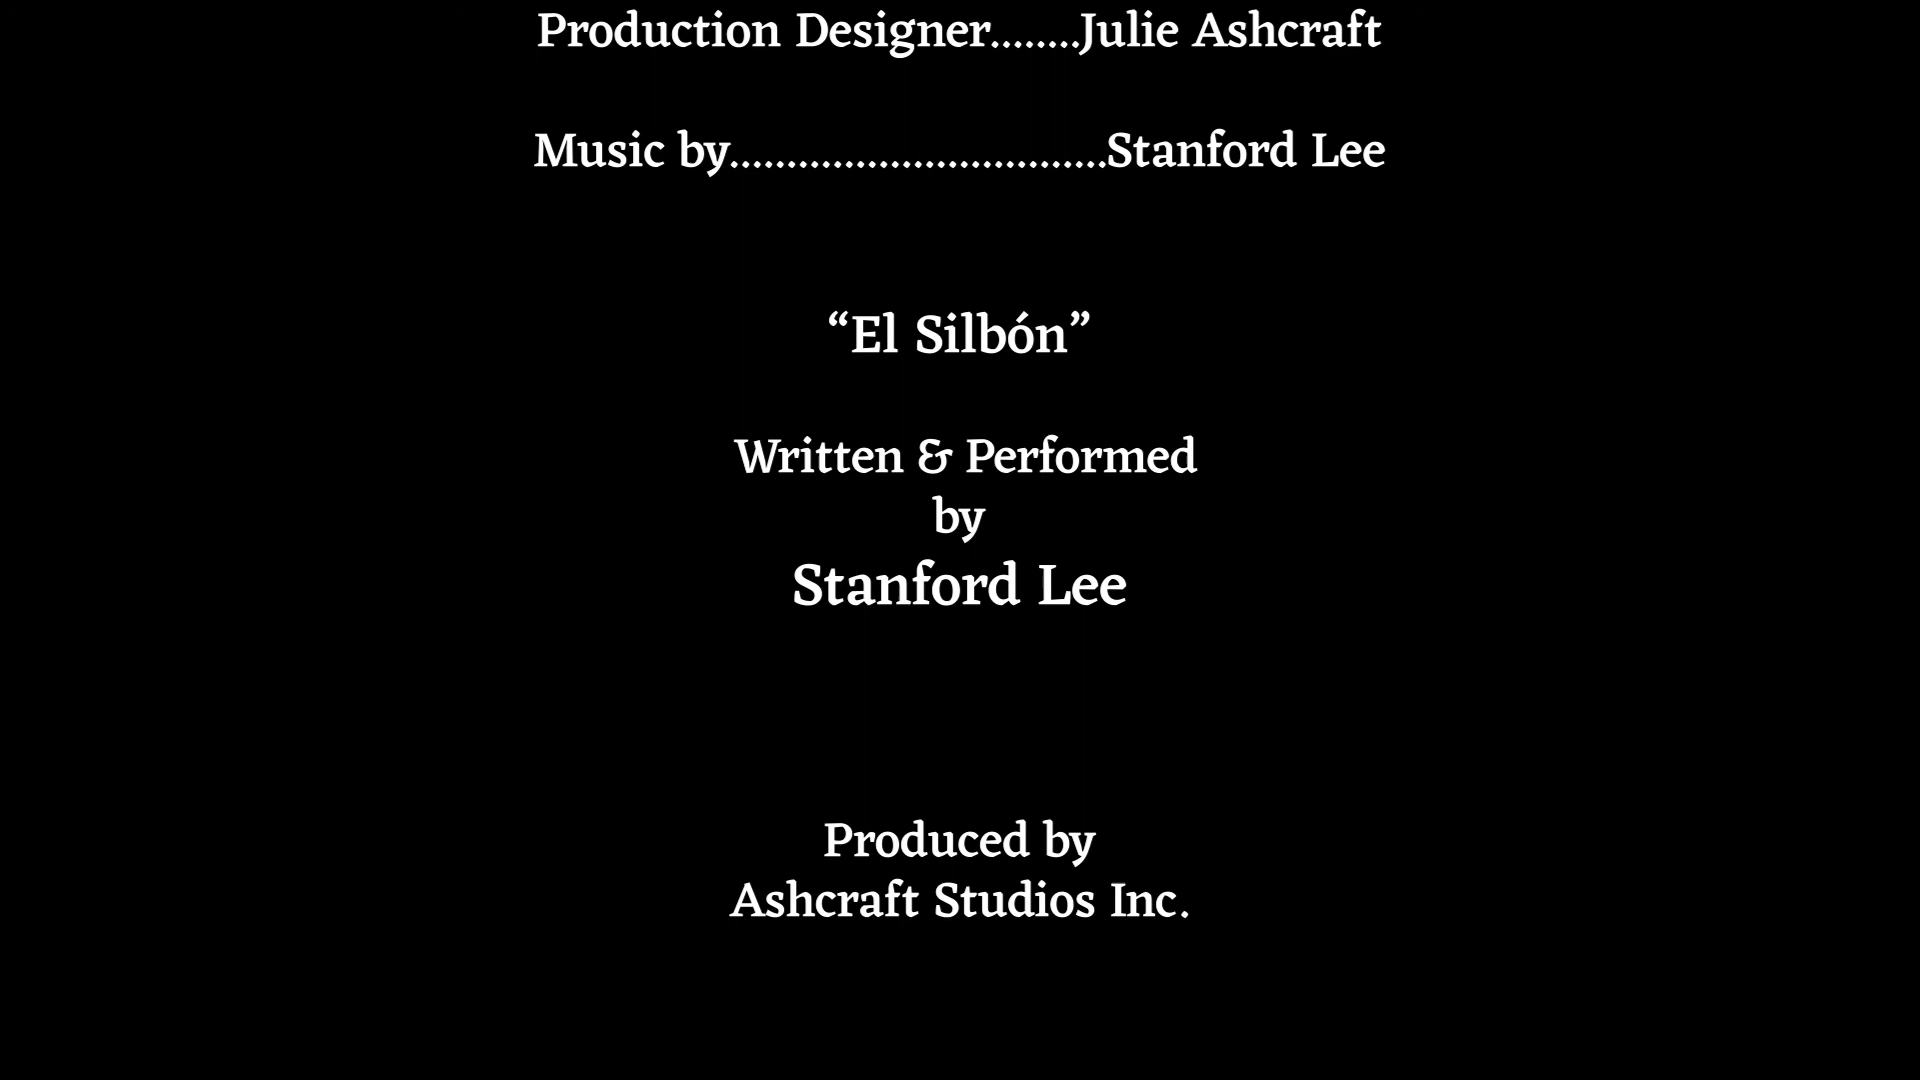 Production Designer........Julie Ashcraft
Music by................................Stanford Lee
“El Silbón”
Written & Performed
by
Stanford Lee
Produced by
Ashcraft Studios Inc.